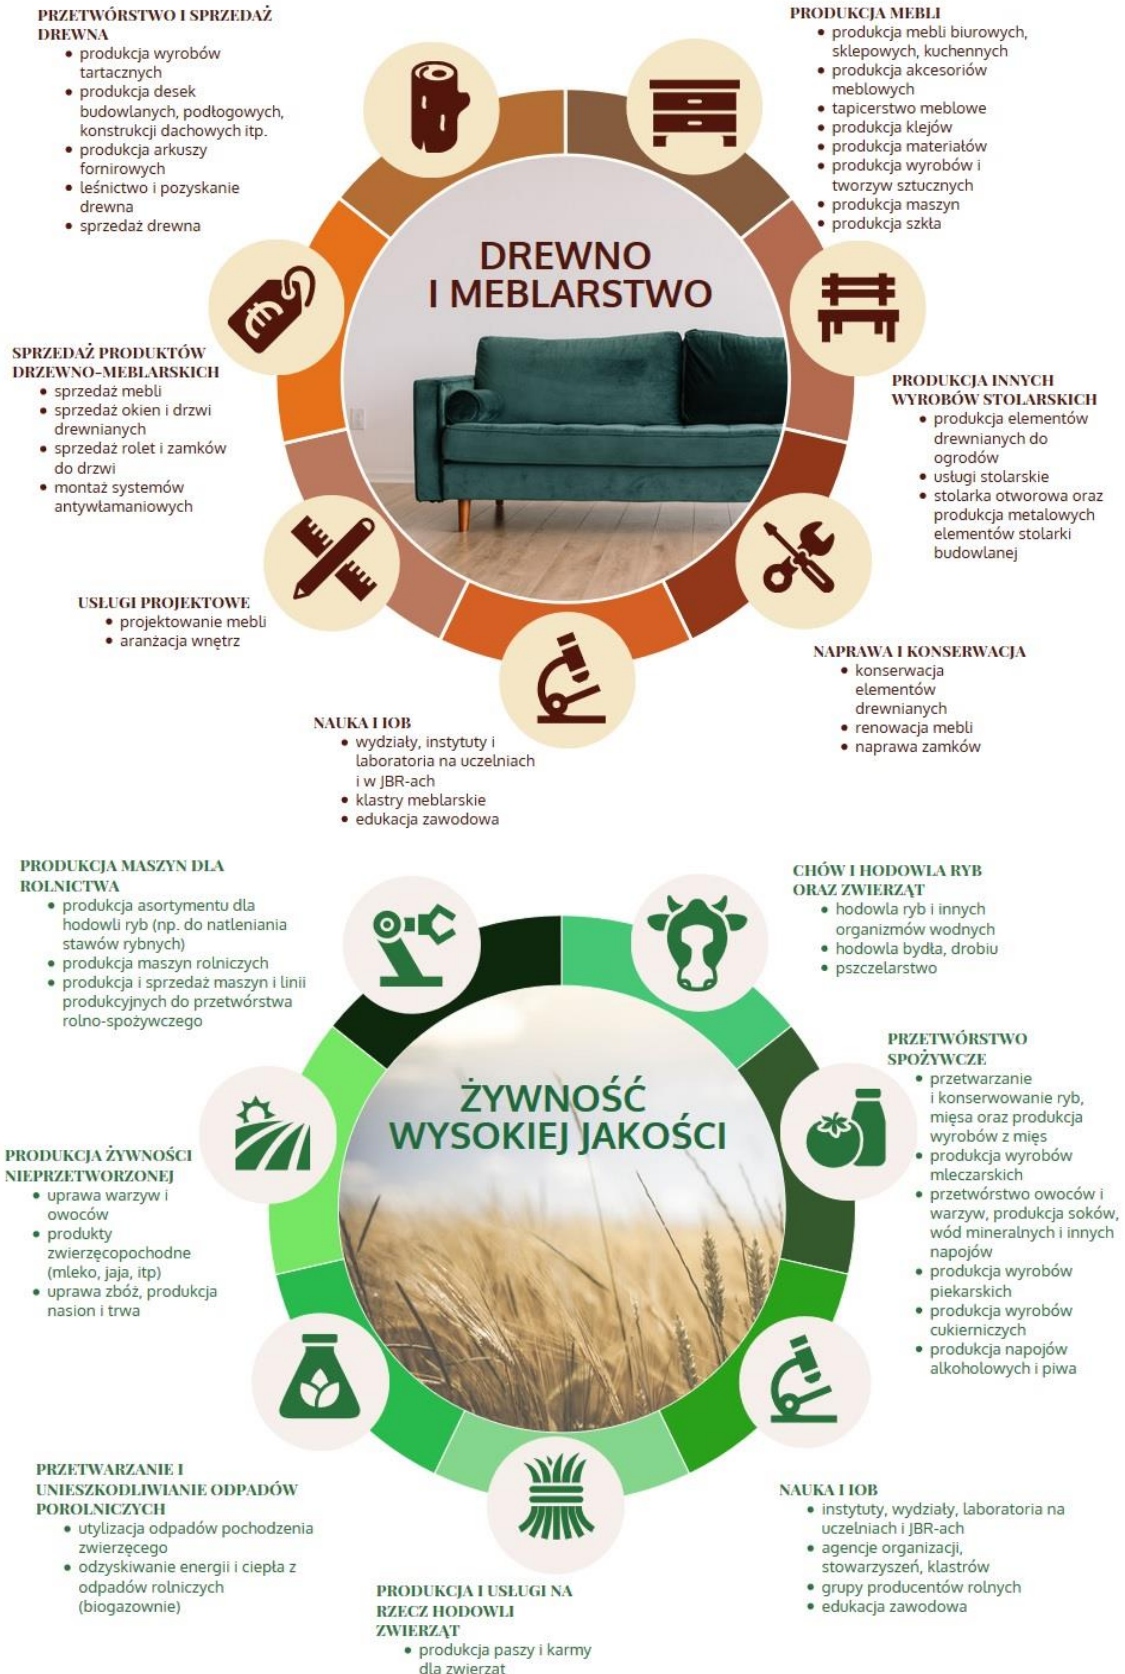 PRZETWÓRSTWO I SPRZEDAŻ
DREWNA
• produkcja wyrobów
tartacznych
• produkcja desek
budowlanych, podłogowych,
konstrukcji dachowych itp.
• produkcja arkuszy
fornirowych
• leśnictwo i pozyskanie
drewna
• sprzedaż drewna
PRODUKCJA MEBLI
• produkcja mebli biurowych,
sklepowych, kuchennych
• produkcja akcesoriów
meblowych
• tapicerstwo meblowe
• produkcja klejów
• produkcja materiałów
• produkcja wyrobów i
tworzyw sztucznych
• produkcja maszyn
• produkcja szkła
DREWNO
I MEBLARSTWO
SPRZEDAŻ PRODUKTÓW
DRZEWNO-MEBLARSKICH
• sprzedaż mebli
• sprzedaż okien i drzwi
drewnianych
• sprzedaż rolet i zamków
do drzwi
• montaż systemów
antywłamaniowych
PRODUKCJA INNYCH
WYROBÓW STOLARSKICH
• produkcja elementów
drewnianych do
ogrodów
• usługi stolarskie
• stolarka otworowa oraz
produkcja metalowych
elementów stolarki
budowlanej
USŁUGI PROJEKTOWE
• projektowanie mebli
• aranżacja wnętrz
NAPRAWA I KONSERWACJA
• konserwacja
elementów
drewnianych
• renowacja mebli
• naprawa zamków
NAUKA I IOB
• wydziały, instytuty i
laboratoria na uczelniach
i w JBR-ach
• klastry meblarskie
• edukacja zawodowa
PRODUKCJA MASZYN DLA
ROLNICTWA
• produkcja asortymentu dla
hodowli ryb (np. do natleniania
stawów rybnych)
• produkcja maszyn rolniczych
• produkcja i sprzedaż maszyn i linii
produkcyjnych do przetwórstwa
rolno-spożywczego
CHÓW I HODOWLA RYB
ORAZ ZWIERZĄT
• hodowla ryb i innych
organizmów wodnych
• hodowla bydła, drobiu
• pszczelarstwo
ŻYWNOŚĆ
WYSOKIEJ JAKOŚCI
PRZETWÓRSTWO
SPOŻYWCZE
• przetwarzanie
i konserwowanie ryb,
mięsa oraz produkcja
wyrobów z mięs
• produkcja wyrobów
mleczarskich
• przetwórstwo owoców i
warzyw, produkcja soków,
wód mineralnych i innych
napojów
• produkcja wyrobów
piekarskich
• produkcja wyrobów
cukierniczych
• produkcja napojów
alkoholowych i piwa
PRODUKCJA ŻYWNOŚCI
NIEPRZETWORZONEJ
• uprawa warzyw i
owoców
• produkty
zwierzęcopochodne
(mleko, jaja, itp)
• uprawa zbóż, produkcja
nasion i trwa
PRZETWARZANIE I
UNIESZKODLIWIANIE ODPADÓW
POROLNICZYCH
• utylizacja odpadów pochodzenia
zwierzęcego
• odzyskiwanie energii i ciepła z
odpadów rolniczych
(biogazownie)
NAUKA I IOB
• instytuty, wydziały, laboratoria na
uczelniach i JBR-ach
• agencje organizacji,
stowarzyszeń, klastrów
• grupy producentów rolnych
• edukacja zawodowa
PRODUKCJA I USŁUGI NA
RZECZ HODOWLI
ZWIERZĄT
• produkcja paszy i karmy
dla zwierząt